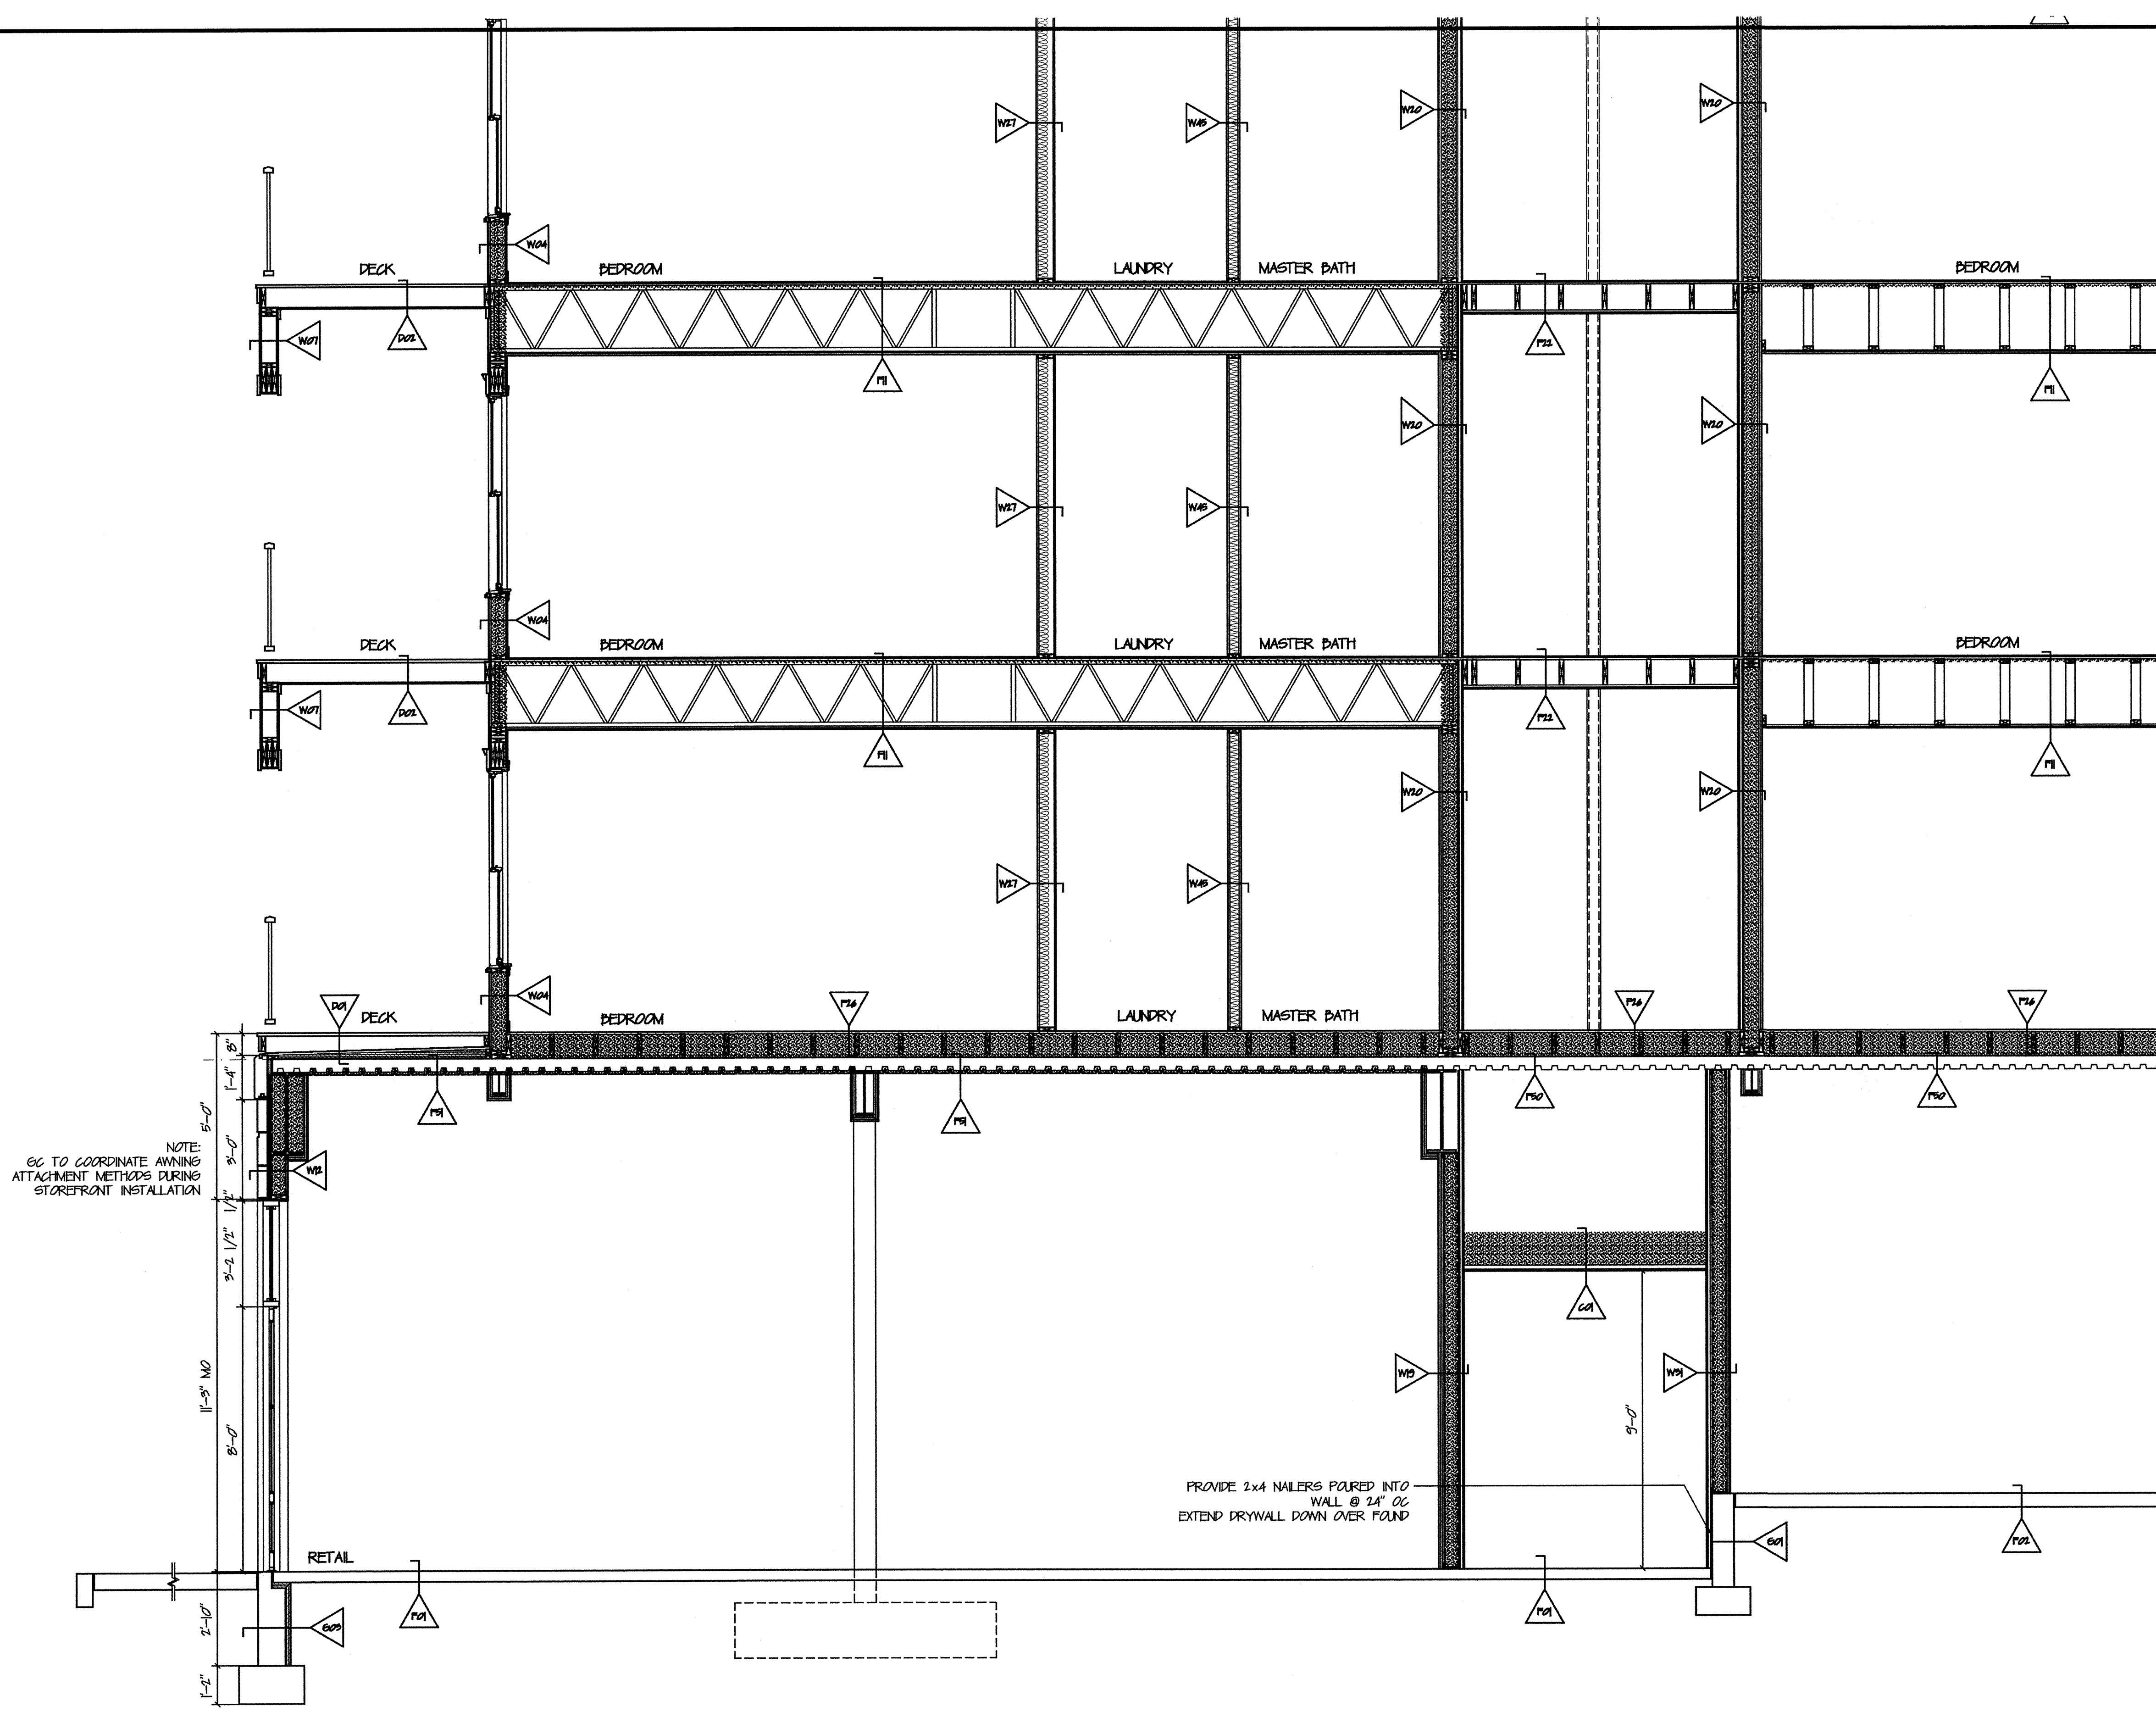 W27
W45
W20
W20
W04
DECK
BEDROOM
LAUNDRY
MASTER BATH
BEDROOM
W07
D02
F11
F22
F11
W20
W20
W27
W45
W04
DECK
BEDROOM
LAUNDRY
MASTER BATH
BEDROOM
W07
D02
F11
F22
F11
W20
W20
W27
W45
W04
D01
DECK
BEDROOM
F26
LAUNDRY
MASTER BATH
F26
F26
8"
1'-4"
5'-0"
3'-0"
F51
F51
F50
F50
NOTE:
GC TO COORDINATE AWNING
ATTACHMENT METHODS DURING
STOREFRONT INSTALLATION
W12
1/2"
3'-2 1/2"
C01
11'-3" MO
8'-0"
W19
W31
9'-0"
PROVIDE 2x4 NAILERS POURED INTO
WALL @ 24" OC
EXTEND DRYWALL DOWN OVER FOUND
F02
G01
RETAIL
F01
F01
2'-10"
G03
1'-2"